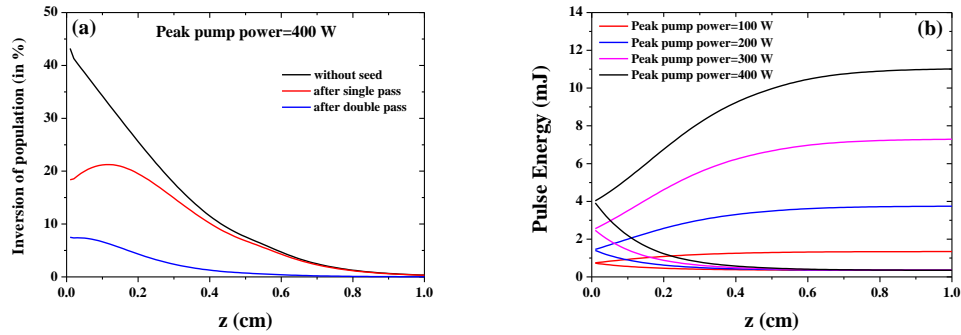 (a)
Peak pump power=400 W
without seed
after single pass
after double pass
Inversion of population (in %)
50
40
30
20
10
0
0.0 0.2 0.4 0.6 0.8 1.0
z (cm)
(b)
Peak pump power=100 W
Peak pump power=200 W
Peak pump power=300 W
Peak pump power=400 W
Pulse Energy (mJ)
14
12
10
8
6
4
2
0
0.0 0.2 0.4 0.6 0.8 1.0
z (cm)